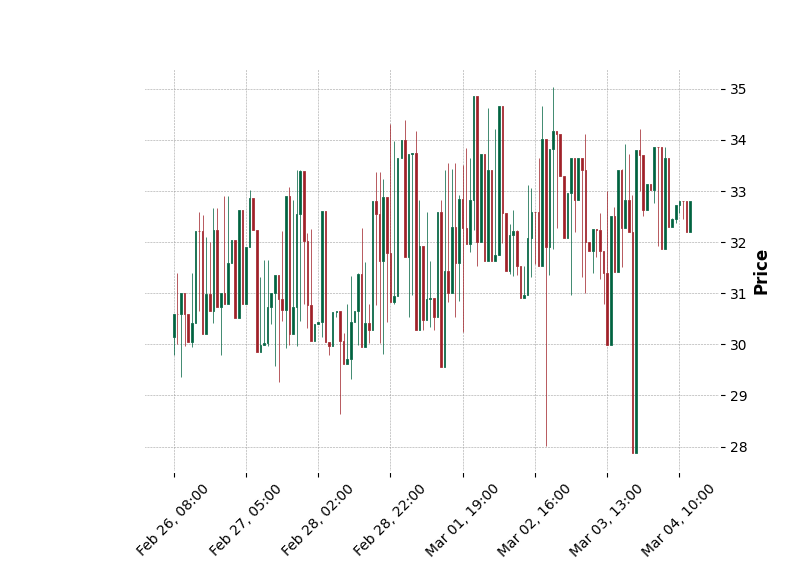 35
34
33
32
31
30
29
28
Price
Feb 26, 08:00
Feb 27, 05:00
Feb 28, 02:00
Feb 28, 22:00
Mar 01, 19:00
Mar 02, 16:00
Mar 03, 13:00
Mar 04, 10:00